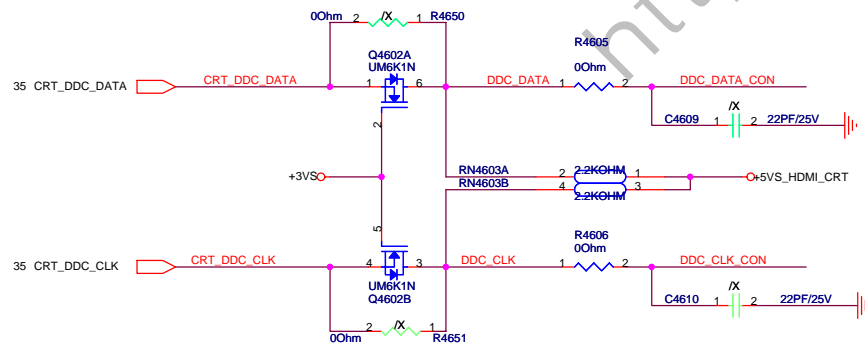 http
0Ohm 2 /X 1 R4650
Q4602A
UM6K1N
R4605
0Ohm
35 CRT_DDC_DATA CRT_DDC_DATA 1 6 DDC_DATA 1 2 DDC_DATA_CON
2
C4609 1 /X 2 22PF/25V
RN4603A 2 2.2KOHM 1
+3VS +5VS_HDMI_CRT
RN4603B 4 2.2KOHM 3
5
R4606
0Ohm
35 CRT_DDC_CLK CRT_DDC_CLK 4 3 DDC_CLK 1 2 DDC_CLK_CON
UM6K1N
Q4602B
C4610 1 /X 2 22PF/25V
0Ohm 2 /X 1 R4651